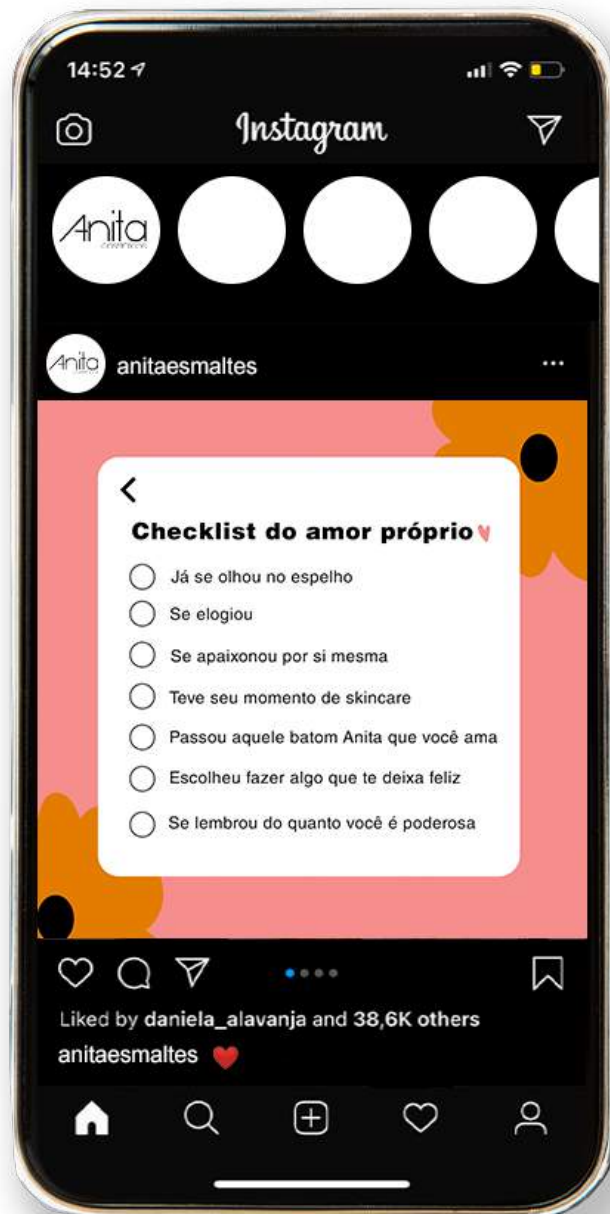 14:52
Instagram
Anita
Anita
anitaesmaltes
Checklist do amor próprio
Já se olhou no espelho
Se elogiou
Se apaixonou por si mesma
Teve seu momento de skincare
Passou aquele batom Anita que você ama
Escolheu fazer algo que te deixa feliz
Se lembrou do quanto você é poderosa
Liked by daniela_alavanja and 38,6K others
anitaesmaltes